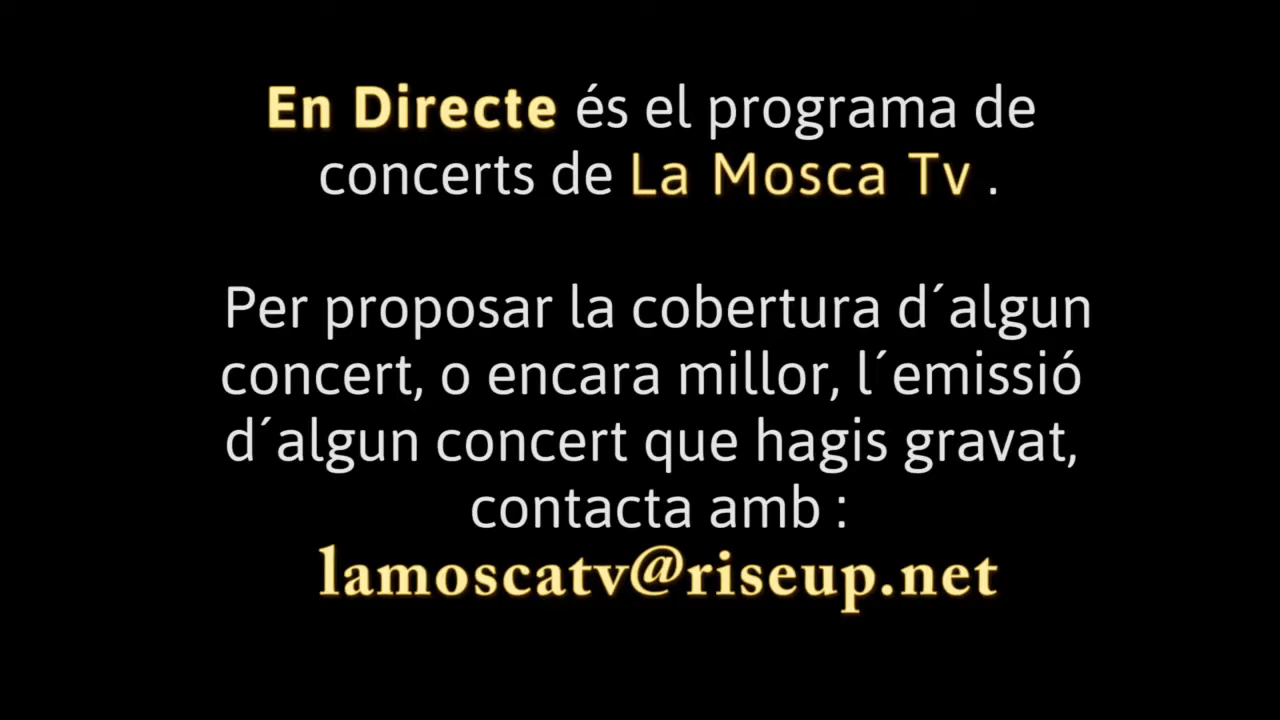 En Directe és el programa de
concerts de La Mosca Tv .
Per proposar la cobertura d´algun
concert, o encara millor, l´emissió
d´algun concert que hagis gravat,
contacta amb :
lamoscatv@riseup.net